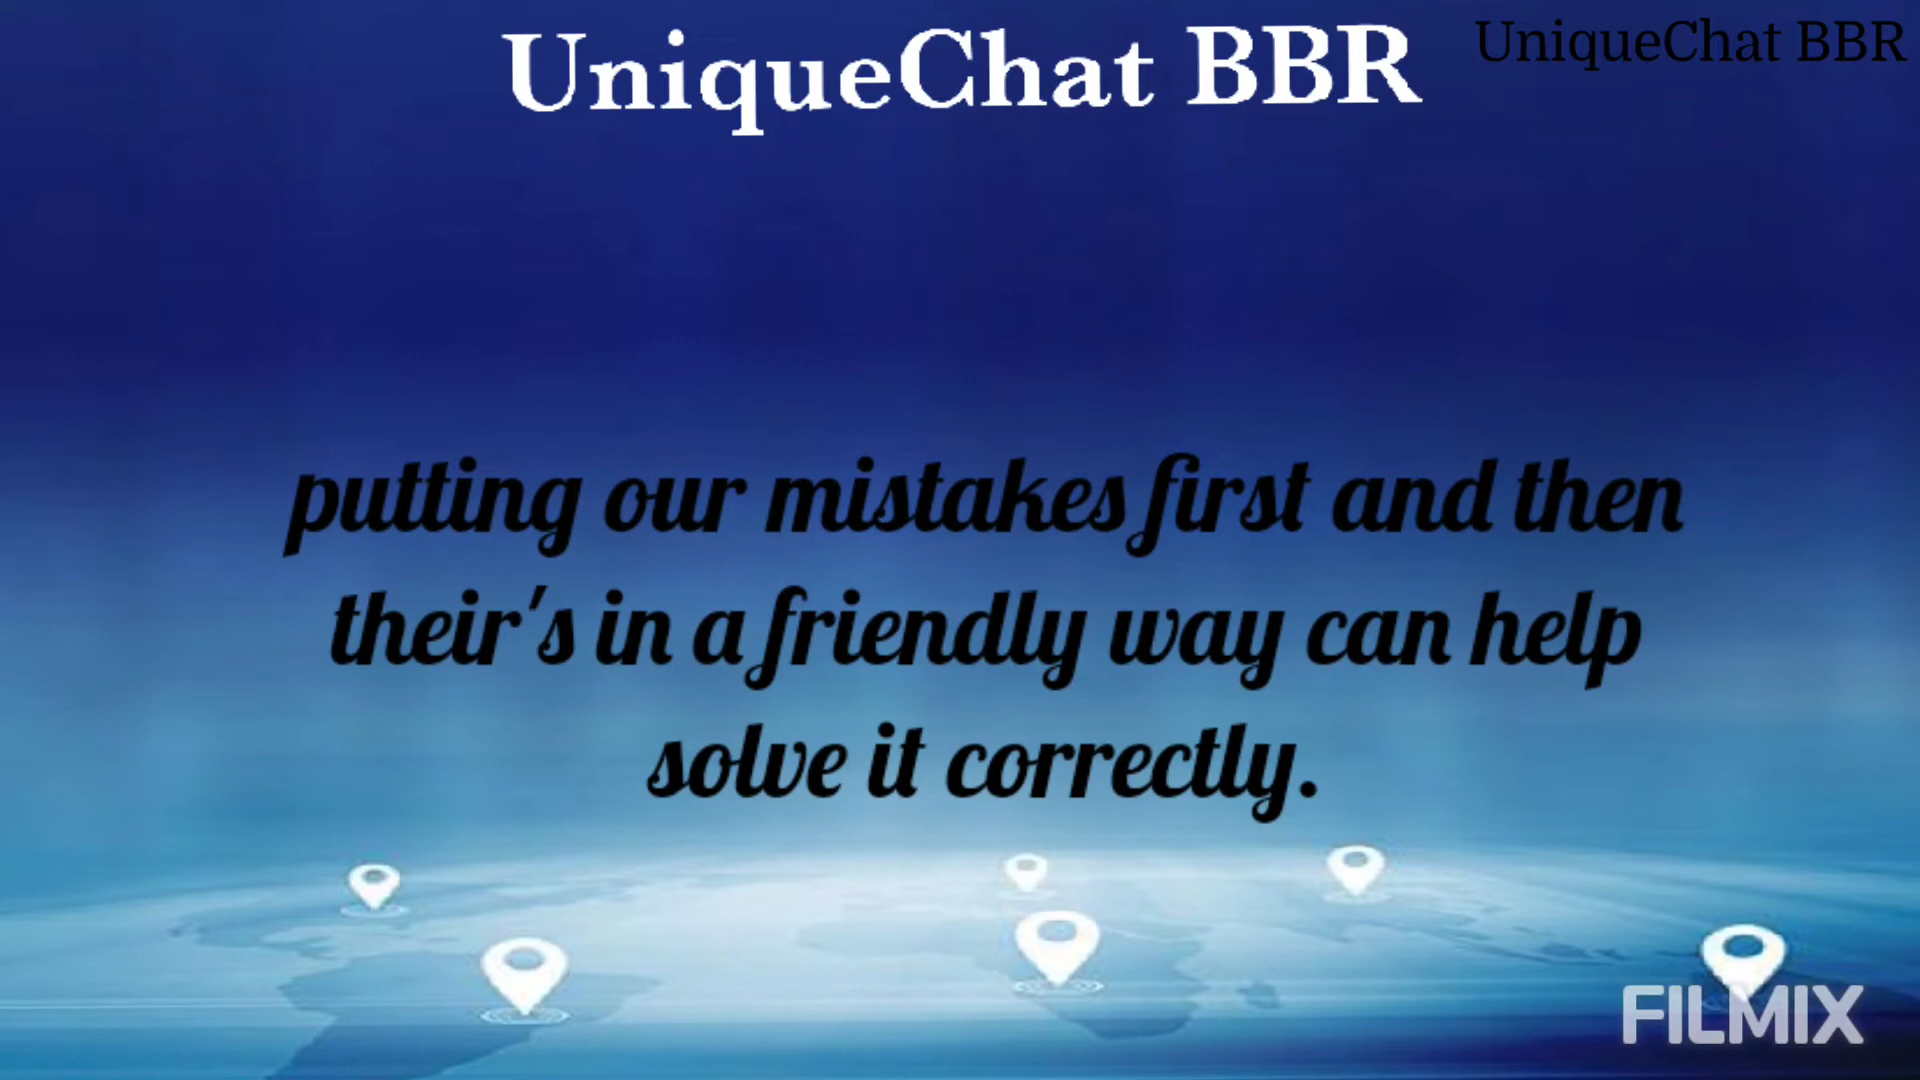 UniqueChat BBR
UniqueChat BBR
putting our mistakes first and then
their's in a friendly way can help
solve it correctly.
FILMIX